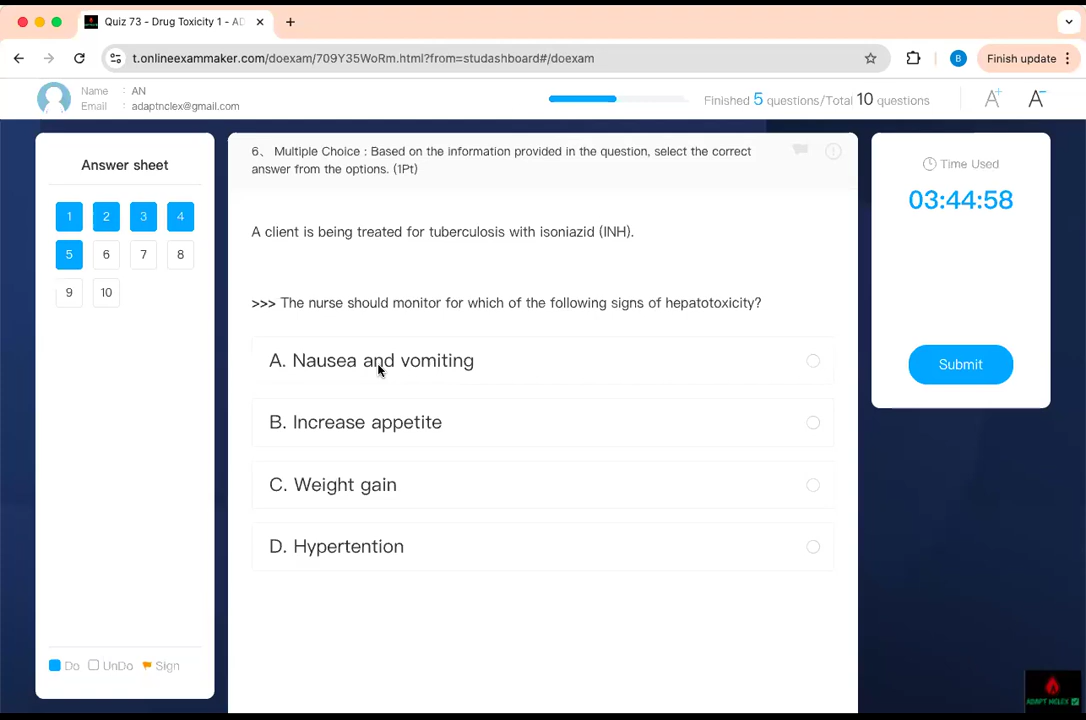 Quiz 73 - Drug Toxicity 1 - AD
t.onlineexammaker.com/doexam/709Y35WoRm.html?from=studashboard#/doexam
B
Finish update
Name : AN
Email : adaptnclex@gmail.com
Finished 5 questions/Total 10 questions
A+
A-
Answer sheet
1 2 3 4
5 6 7 8
9 10
Do UnDo Sign
6、 Multiple Choice : Based on the information provided in the question, select the correct
answer from the options. (1Pt)
A client is being treated for tuberculosis with isoniazid (INH).
>>> The nurse should monitor for which of the following signs of hepatotoxicity?
A. Nausea and vomiting
B. Increase appetite
C. Weight gain
D. Hypertention
Time Used
03:44:58
Submit
ADAPT NCLEX